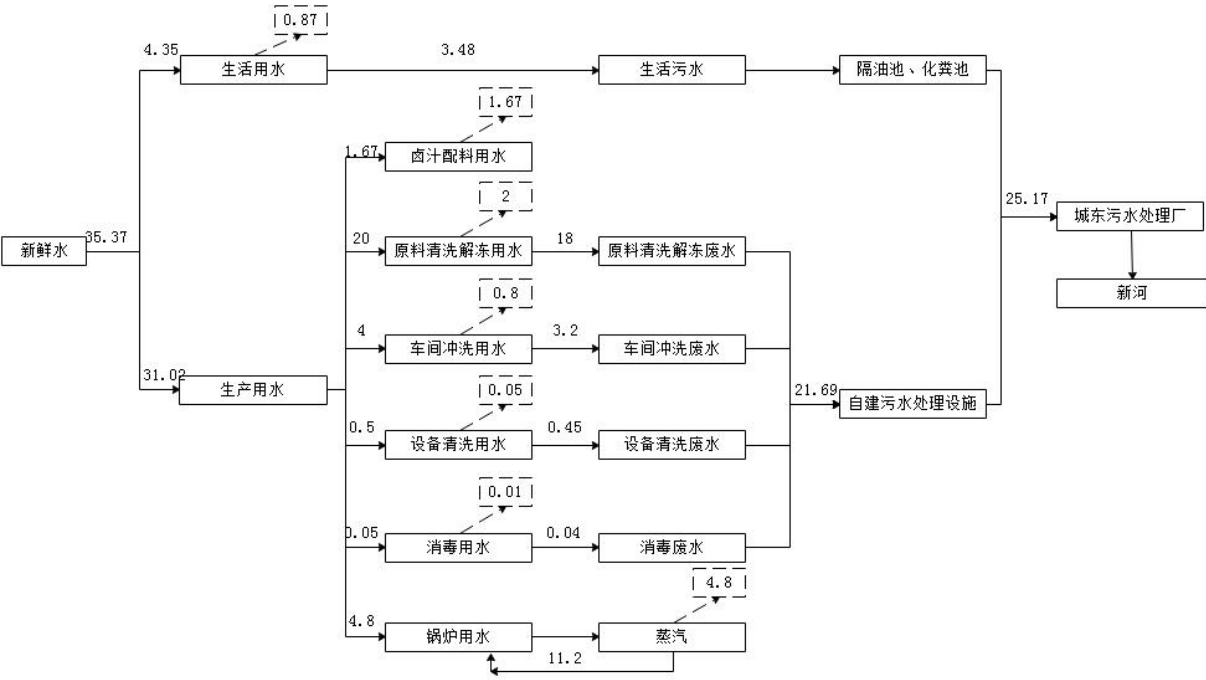 0.87
4.35
生活用水
3.48
生活污水
隔油池、化粪池
1.67
1.67
卤汁配料用水
25.17
城东污水处理厂
新河
2
新鲜水
35.37
20
原料清洗解冻用水
18
原料清洗解冻废水
0.8
4
车间冲洗用水
3.2
车间冲洗废水
31.02
生产用水
0.05
21.69
自建污水处理设施
0.5
设备清洗用水
0.45
设备清洗废水
0.01
0.05
消毒用水
0.04
消毒废水
4.8
4.8
锅炉用水
蒸汽
11.2